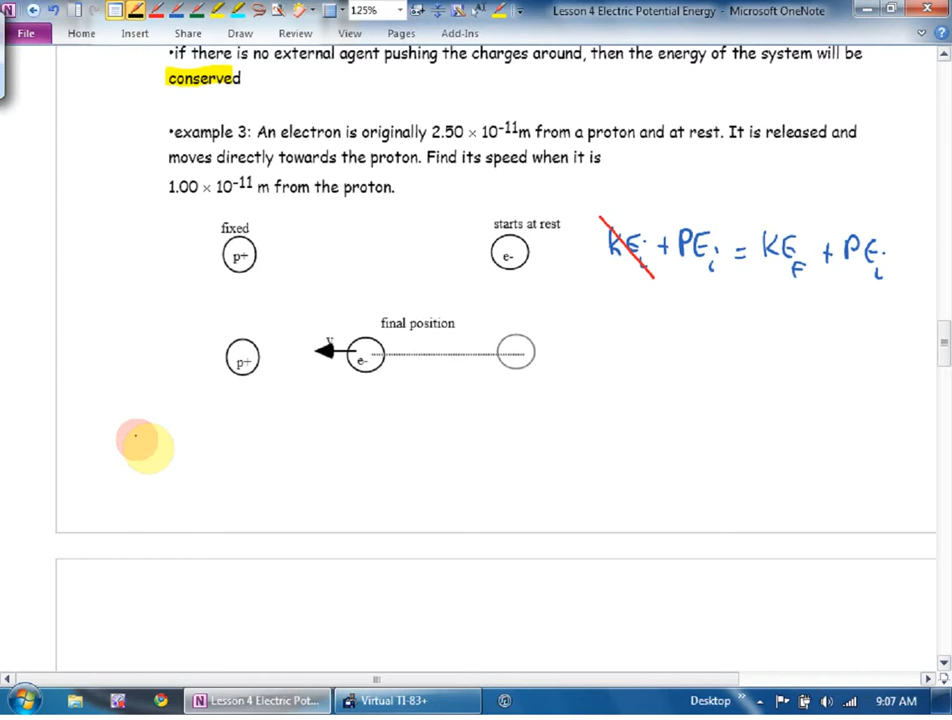 Lesson 4 Electric Potential Energy - Microsoft OneNote
125%
File Home Insert Share Draw Review View Pages Add-Ins
•if there is no external agent pushing the charges around, then the energy of the system will be
conserved
•example 3: An electron is originally 2.50 × 10⁻¹¹m from a proton and at rest. It is released and
moves directly towards the proton. Find its speed when it is
1.00 × 10⁻¹¹ m from the proton.
fixed
starts at rest
p+
e-
KEi + PEi = KEF + PEi
final position
v
p+
e-
Lesson 4 Electric Pot...
Virtual TI-83+
Desktop
9:07 AM